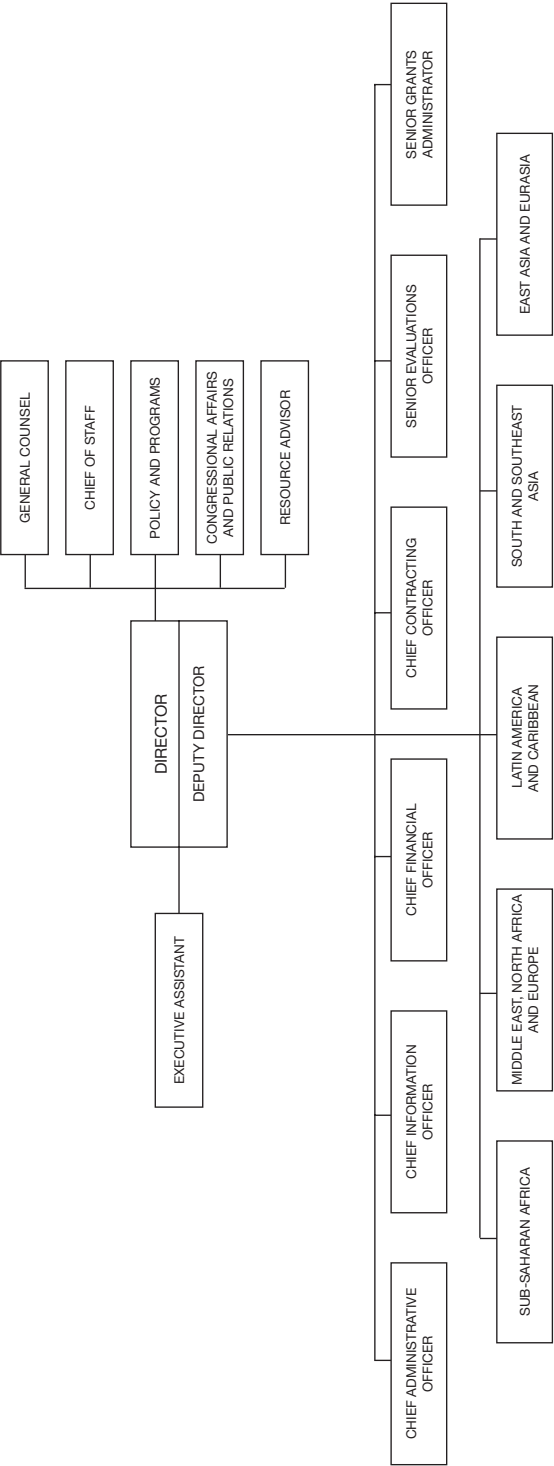 DIRECTOR
DEPUTY DIRECTOR
EXECUTIVE ASSISTANT
GENERAL COUNSEL
CHIEF OF STAFF
POLICY AND PROGRAMS
CONGRESSIONAL AFFAIRS
AND PUBLIC RELATIONS
RESOURCE ADVISOR
CHIEF ADMINISTRATIVE
OFFICER
CHIEF INFORMATION
OFFICER
CHIEF FINANCIAL
OFFICER
CHIEF CONTRACTING
OFFICER
SENIOR EVALUATIONS
OFFICER
SENIOR GRANTS
ADMINISTRATOR
SUB-SAHARAN AFRICA
MIDDLE EAST, NORTH AFRICA
AND EUROPE
LATIN AMERICA
AND CARIBBEAN
SOUTH AND SOUTHEAST
ASIA
EAST ASIA AND EURASIA